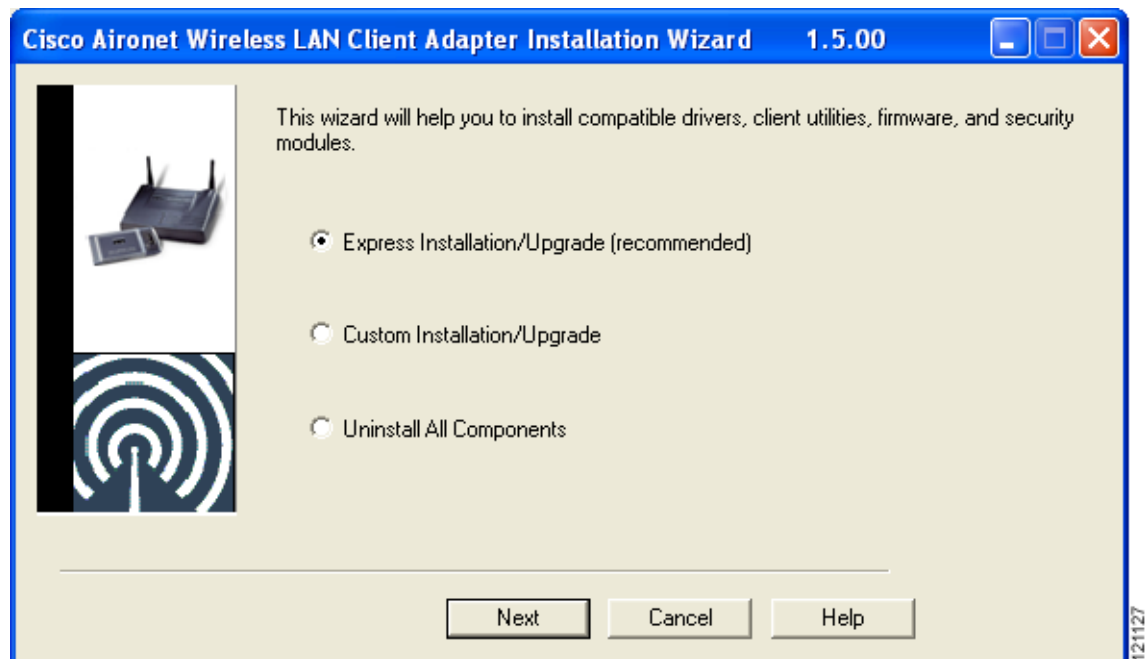 Cisco Aironet Wireless LAN Client Adapter Installation Wizard 1.5.00
This wizard will help you to install compatible drivers, client utilities, firmware, and security
modules.
Express Installation/Upgrade (recommended)
Custom Installation/Upgrade
Uninstall All Components
Next Cancel Help
121127